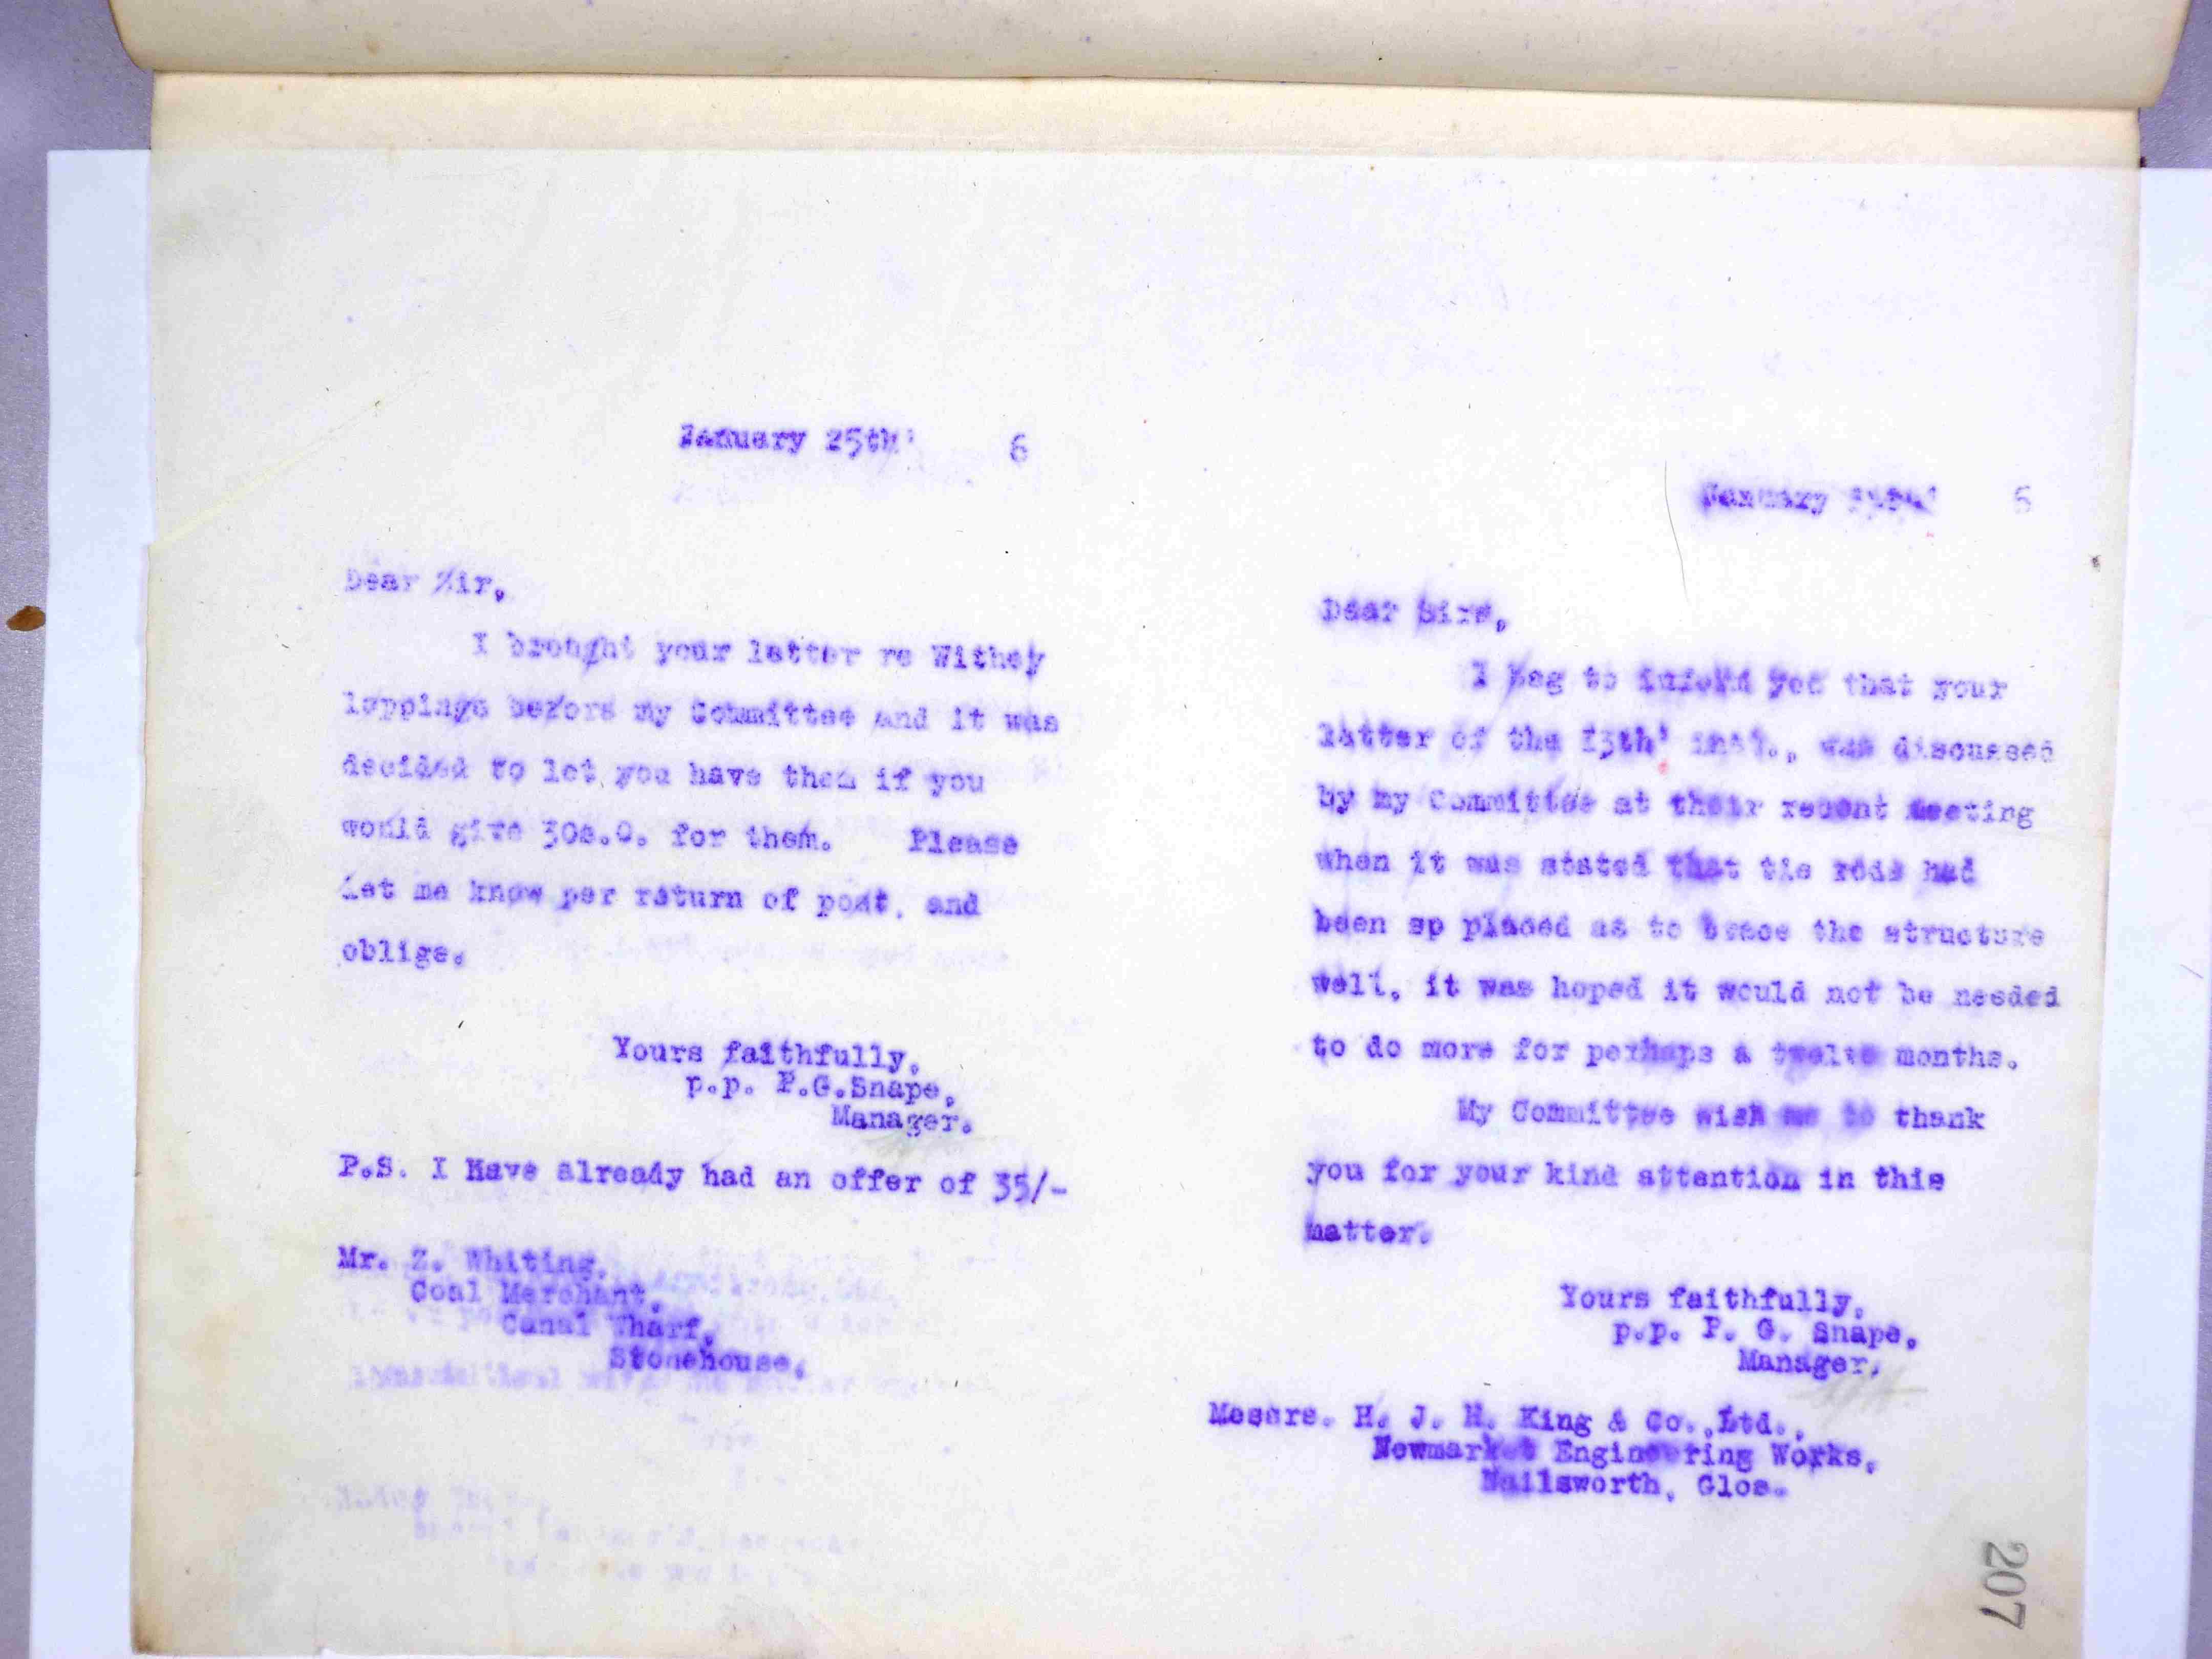 January 25th' 6
Dear Sir,
I brought your letter re Withey
loppings before my Committee and it was
decided to let you have them if you
would give 30s.0. for them. Please
let me know per return of post, and
oblige.
Yours faithfully,
p.p. P.G.Snape,
Manager.
P.S. I Have already had an offer of 35/-
Mr. Z. Whiting,
Coal Merchant,
Canal Wharf,
Stonehouse.
January 6
Dear Sirs,
I beg to inform you that your
letter of the 13th' inst., was discussed
by my Committee at their recent meeting
when it was stated that tie rods had
been sp placed as to brace the structure
well, it was hoped it would not be needed
to do more for perhaps a twelve months.
My Committee wish me to thank
you for your kind attention in this
matter.
Yours faithfully,
p.p. P. G. Snape,
Manager.
Messrs. H. J. H. King & Co.,Ltd.,
Newmarket Engineering Works,
Nailsworth, Glos.
207